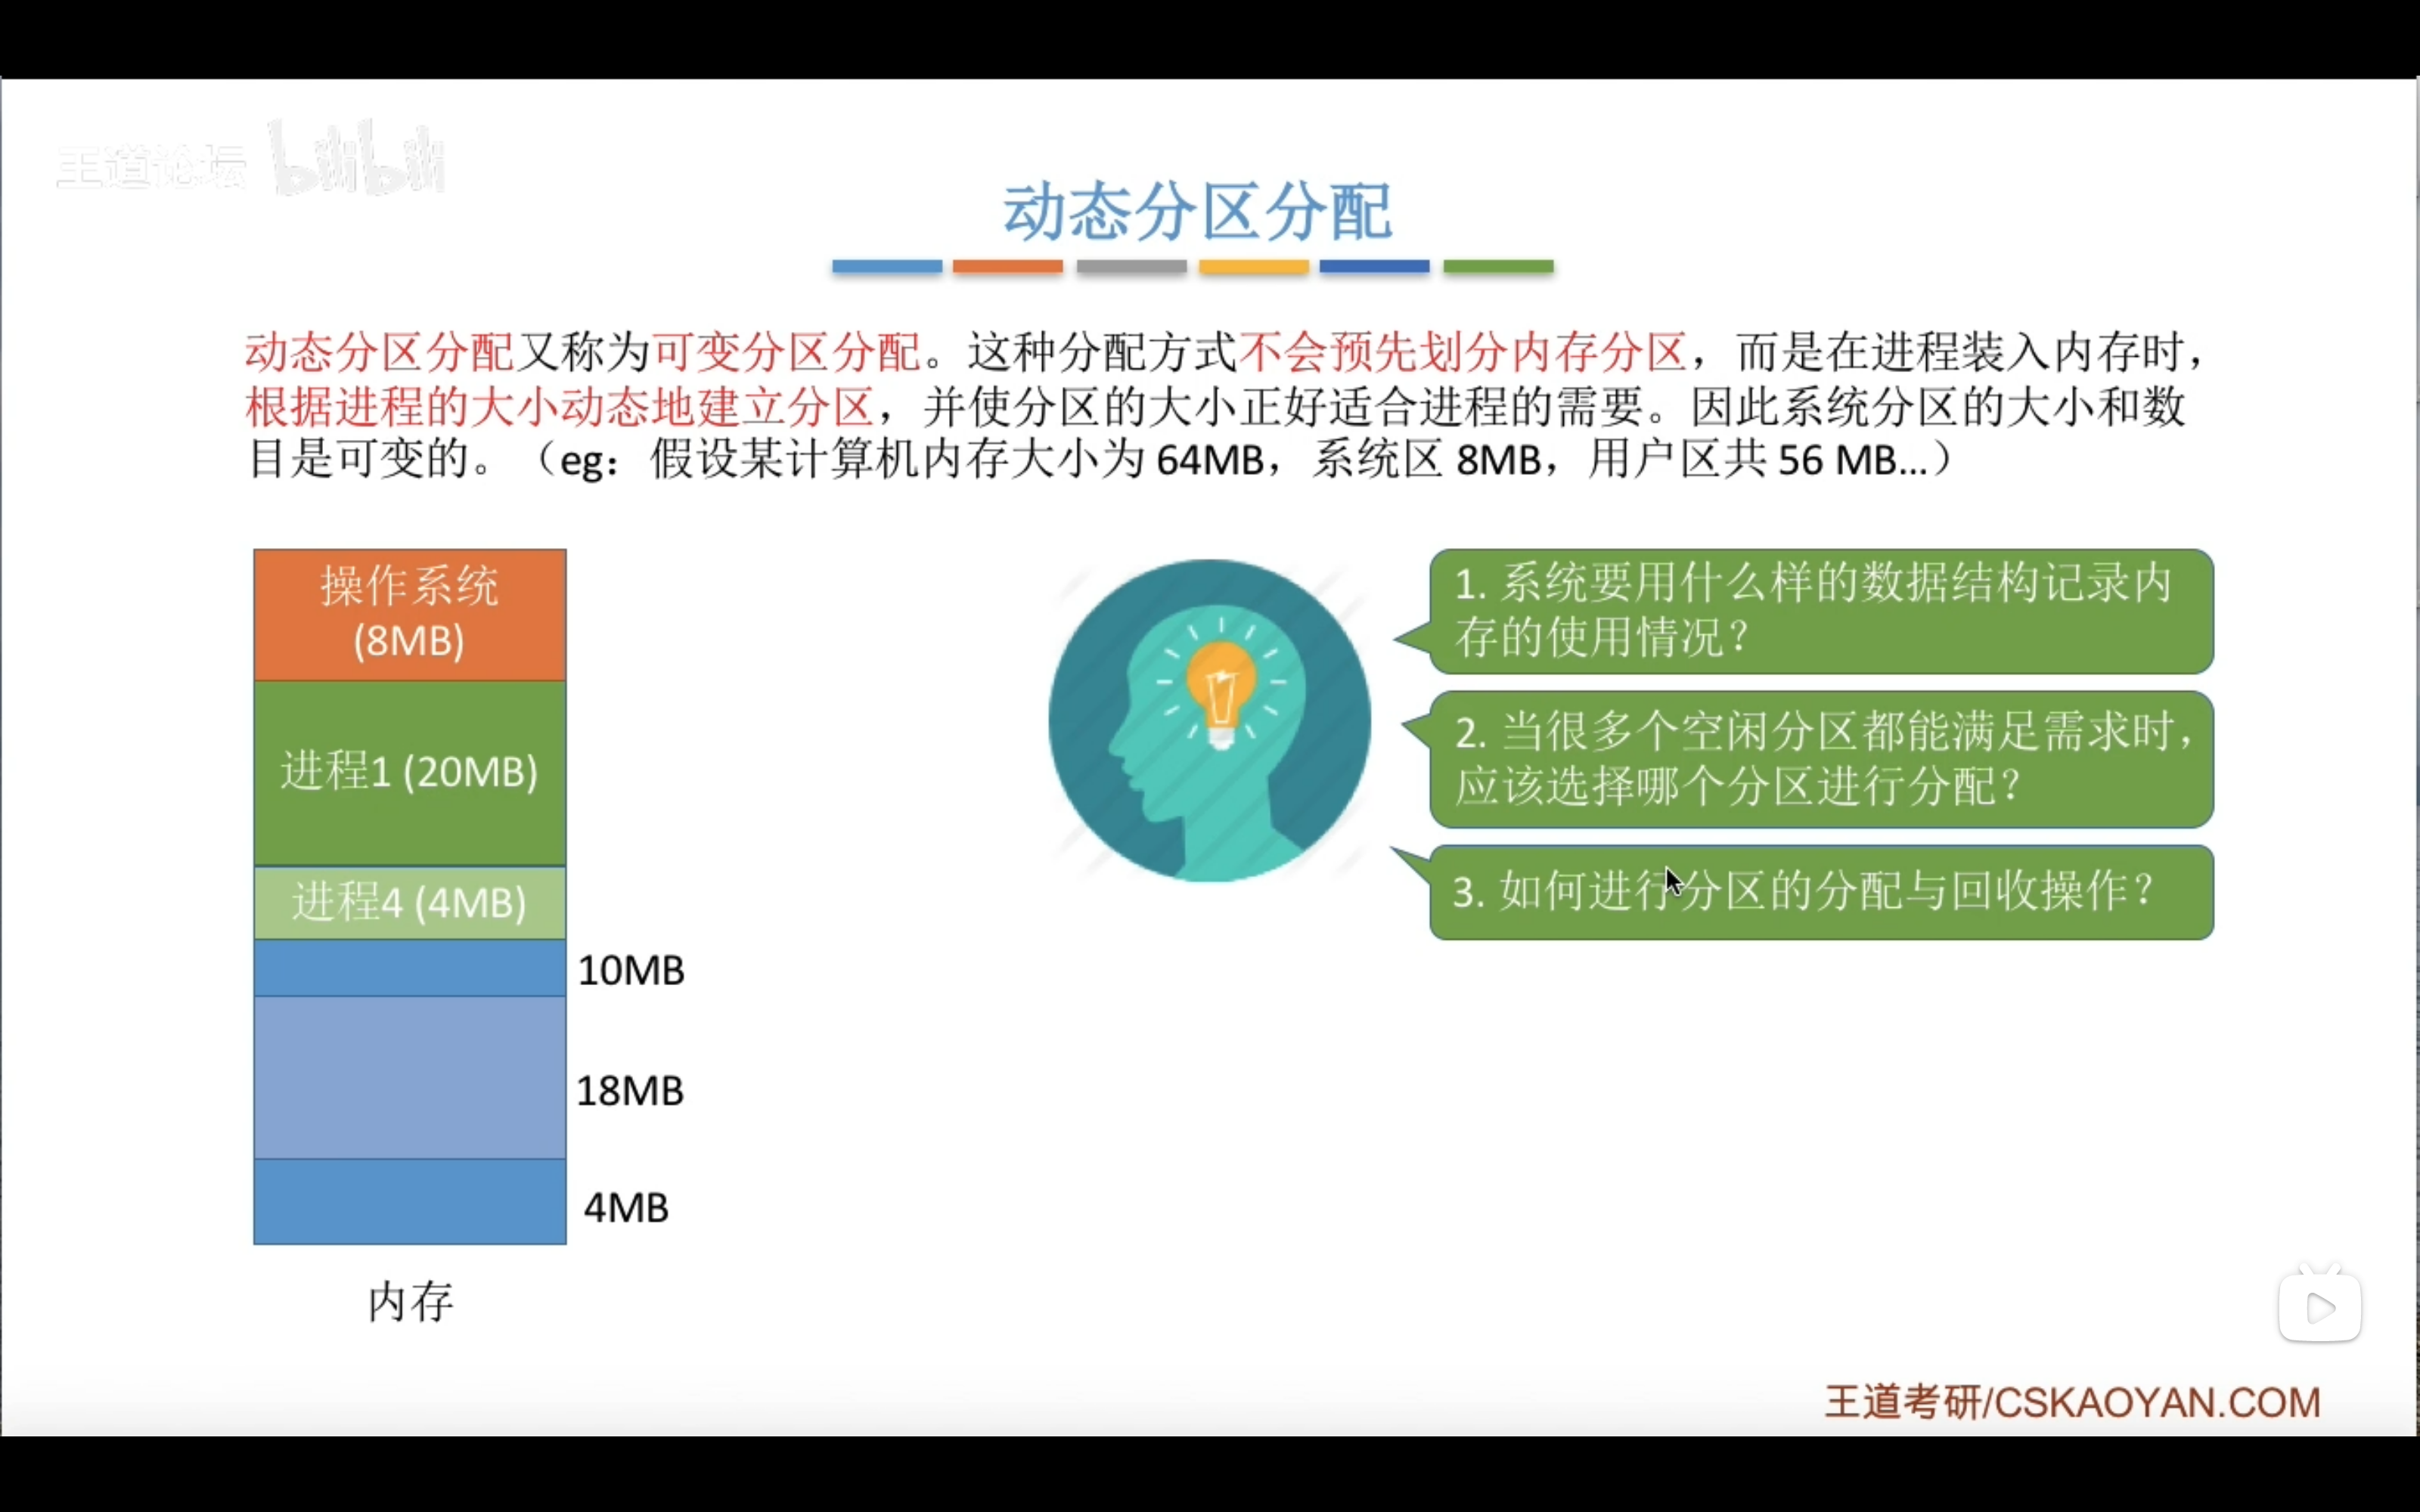 王道论坛 bilibili
动态分区分配
动态分区分配又称为可变分区分配。这种分配方式不会预先划分内存分区，而是在进程装入内存时，
根据进程的大小动态地建立分区，并使分区的大小正好适合进程的需要。因此系统分区的大小和数
目是可变的。（eg：假设某计算机内存大小为 64MB，系统区 8MB，用户区共 56 MB…）
操作系统
(8MB)
进程1 (20MB)
进程4 (4MB)
10MB
18MB
4MB
内存
1. 系统要用什么样的数据结构记录内
存的使用情况？
2. 当很多个空闲分区都能满足需求时，
应该选择哪个分区进行分配？
3. 如何进行分区的分配与回收操作？
王道考研/CSKAOYAN.COM